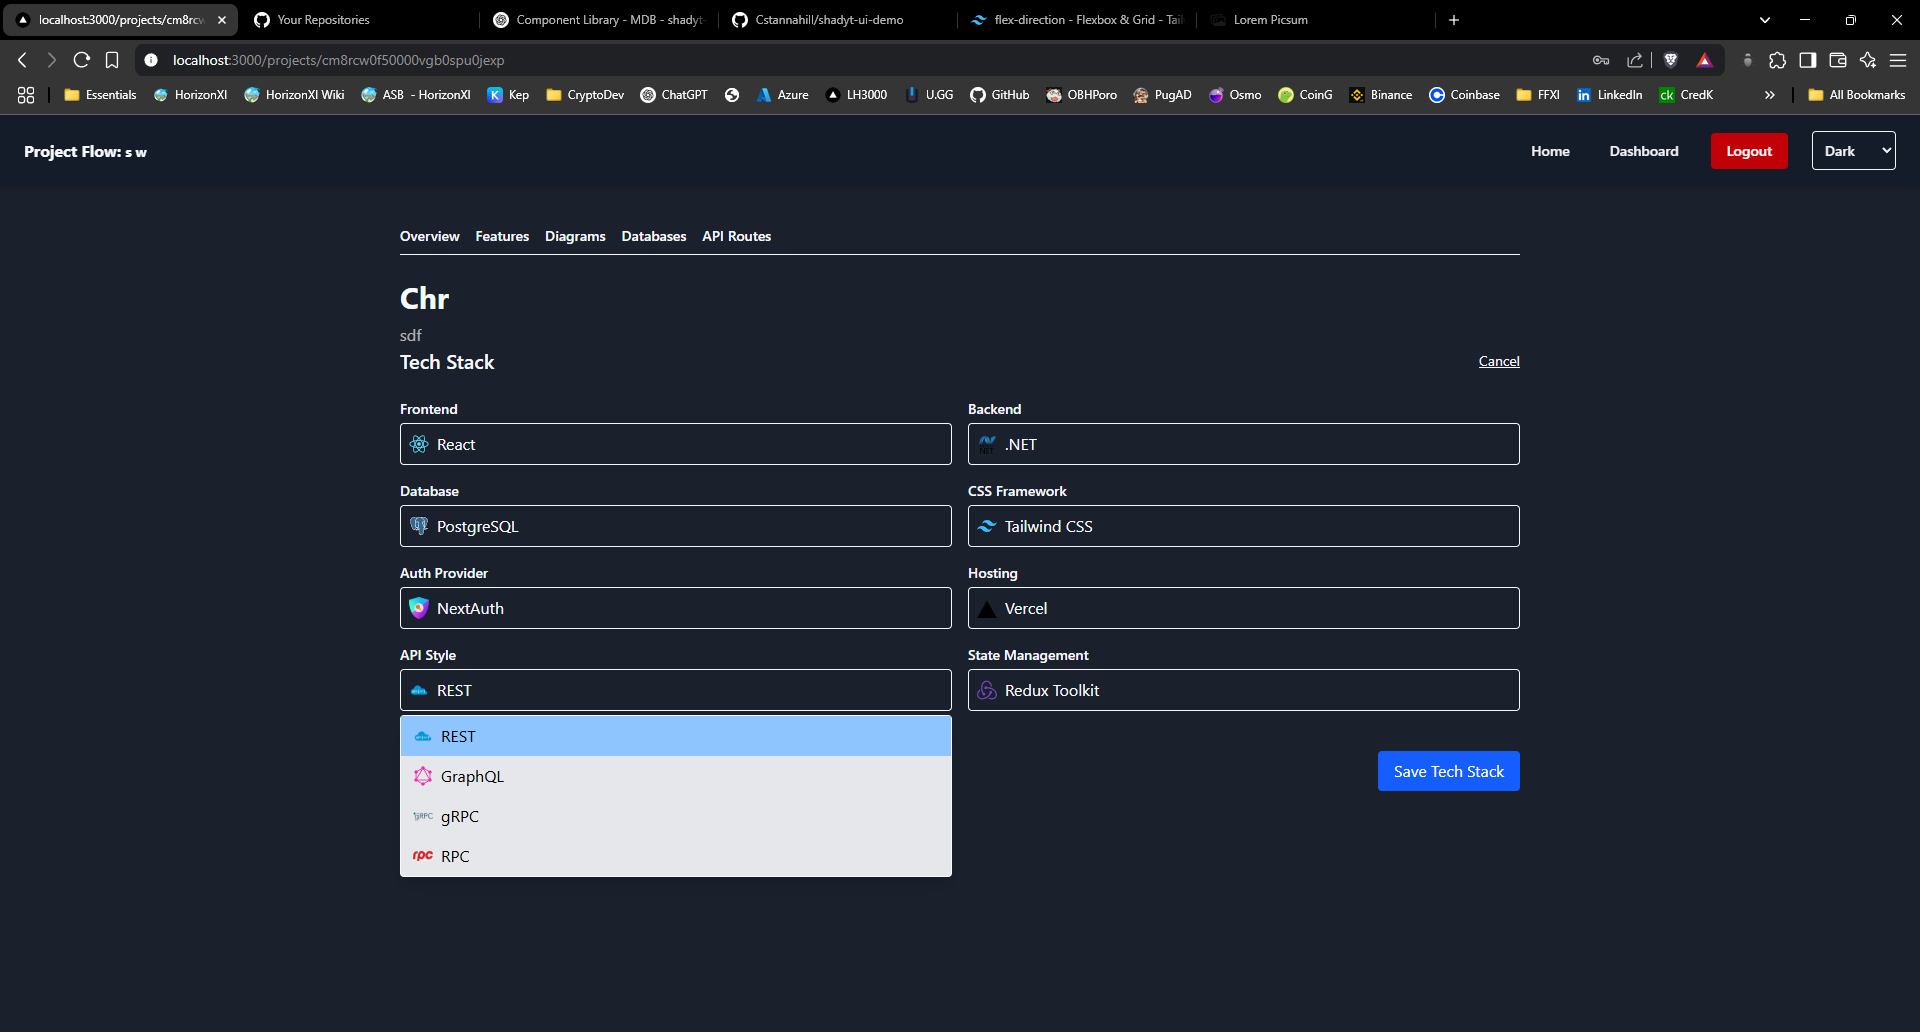 localhost:3000/projects/cm8rcw
Your Repositories
Component Library - MDB - shadyt-
Cstannahill/shadyt-ui-demo
flex-direction - Flexbox & Grid - Tail
Lorem Picsum
localhost:3000/projects/cm8rcw0f50000vgb0spu0jexp
Essentials
HorizonXI
HorizonXI Wiki
ASB - HorizonXI
Kep
CryptoDev
ChatGPT
Azure
LH3000
U.GG
GitHub
OBHPoro
PugAD
Osmo
CoinG
Binance
Coinbase
FFXI
LinkedIn
CredK
All Bookmarks
Project Flow: s w
Home
Dashboard
Logout
Dark
Overview
Features
Diagrams
Databases
API Routes
Chr
sdf
Tech Stack
Cancel
Frontend
Backend
React
.NET
Database
CSS Framework
PostgreSQL
Tailwind CSS
Auth Provider
Hosting
NextAuth
Vercel
API Style
State Management
REST
Redux Toolkit
REST
GraphQL
gRPC
gRPC
rpc
RPC
Save Tech Stack